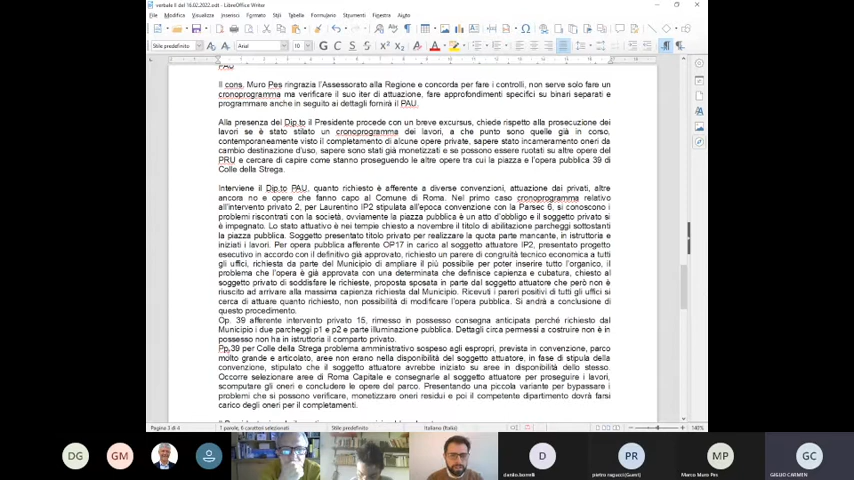 verbale II del 16.02.2022.odt - LibreOffice Writer
File Modifica Visualizza Inserisci Formato Stili Tabella Formulario Strumenti Finestra Aiuto
Stile predefinito Arial 10
PAU
Il cons. Muro Pes ringrazia l'Assessorato alla Regione e concorda per fare i controlli, non serve solo fare un
cronoprogramma ma verificare il suo iter di attuazione, fare approfondimenti specifici su binari separati e
programmare anche in seguito ai dettagli fornirà il PAU.
Alla presenza del Dip.to il Presidente procede con un breve excursus, chiede rispetto alla prosecuzione dei
lavori se è stato stilato un cronoprogramma dei lavori, a che punto sono quelle già in corso,
contemporaneamente visto il completamento di alcune opere private, sapere stato incameramento oneri da
cambio destinazione d'uso, sapere sono stati già monetizzati e se possono essere ruotati su altre opere del
PRU e cercare di capire come stanno proseguendo le altre opere tra cui la piazza e l'opera pubblica 39 di
Colle della Strega.
Interviene il Dip.to PAU, quanto richiesto è afferente a diverse convenzioni, attuazione dei privati, altre
ancora no e opere che fanno capo al Comune di Roma. Nel primo caso cronoprogramma relativo
all'intervento privato 2, per Laurentino IP2 stipulata all'epoca convenzione con la Parsec 6, si conoscono i
problemi riscontrati con la società, ovviamente la piazza pubblica è un atto d'obbligo e il soggetto privato si
è impegnato. Lo stato attuativo è nei tempie chiesto a novembre il titolo di abilitazione parcheggi sottostanti
la piazza pubblica. Soggetto presentato titolo privato per realizzare la quota parte mancante, in istruttoria e
iniziati i lavori. Per opera pubblica afferente OP17 in carico al soggetto attuatore IP2, presentato progetto
esecutivo in accordo con il definitivo già approvato, richiesto un parere di congruità tecnico economica a tutti
gli uffici, richiesta da parte del Municipio di ampliare il più possibile per poter inserire tutto l'organico, il
problema che l'opera è già approvata con una determinata che definisce capienza e cubatura, chiesto al
soggetto privato di soddisfare le richieste, proposta sposata in parte dal soggetto attuatore che però non è
riuscito ad arrivare alla massima capienza richiesta dal Municipio. Ricevuti i pareri positivi di tutti gli uffici si
cerca di attuare quanto richiesto, non possibilità di modificare l'opera pubblica. Si andrà a conclusione di
questo procedimento.
Op. 39 afferente intervento privato 15, rimesso in possesso consegna anticipata perché richiesto dal
Municipio i due parcheggi p1 e p2 e parte illuminazione pubblica. Dettagli circa permessi a costruire non è in
possesso non ha in istruttoria il comparto privato.
Pp.39 per Colle della Strega problema amministrativo sospeso agli espropri, prevista in convenzione, parco
molto grande e articolato, aree non erano nella disponibilità del soggetto attuatore, in fase di stipula della
convenzione, stipulato che il soggetto attuatore avrebbe iniziato su aree in disponibilità dello stesso.
Occorre selezionare aree di Roma Capitale e consegnarle al soggetto attuatore per proseguire i lavori,
scomputare gli oneri e concludere le opere del parco. Presentando una piccola variante per bypassare i
problemi che si possono verificare, monetizzare oneri residui e poi il competente dipartimento dovrà farsi
carico degli oneri per il completamenti.
Pagina 3 di 4 1 parole, 6 caratteri selezionati Stile predefinito Italiano (Italia) 140%
DG GM D PR MP GC
danilo.borrelli pietro rapucci(Guest) Marco Muro Pes